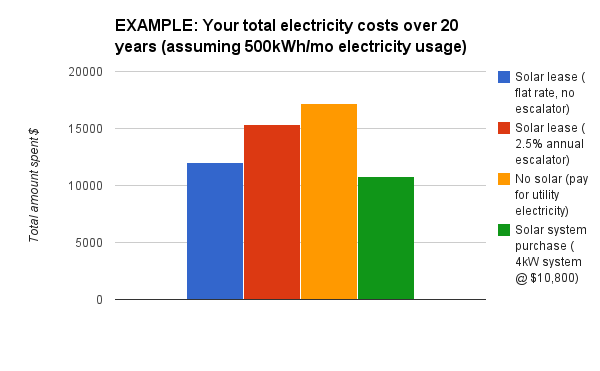 EXAMPLE: Your total electricity costs over 20
years (assuming 500kWh/mo electricity usage)
Total amount spent $
20000
15000
10000
5000
0
Solar lease (
flat rate, no
escalator)
Solar lease (
2.5% annual
escalator)
No solar (pay
for utility
electricity)
Solar system
purchase (
4kW system
@ $10,800)